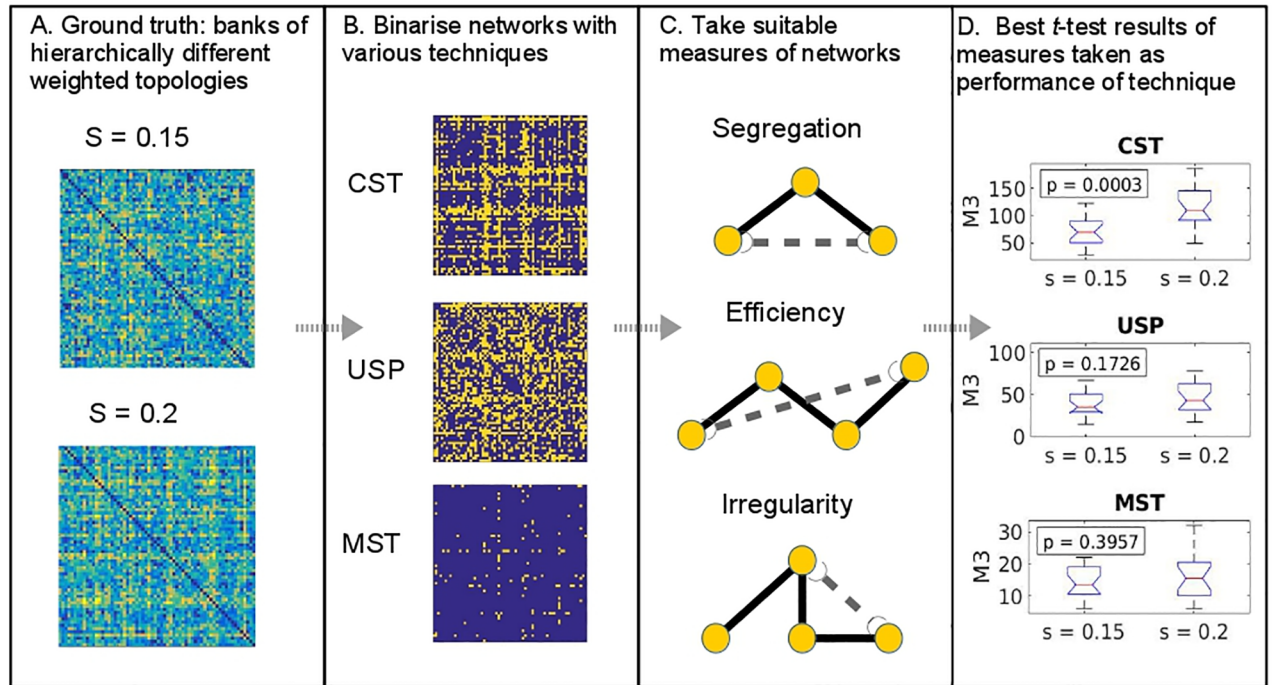 A. Ground truth: banks of
hierarchically different
weighted topologies
S = 0.15
S = 0.2
B. Binarise networks with
various techniques
CST
USP
MST
C. Take suitable
measures of networks
Segregation
Efficiency
Irregularity
D. Best t-test results of
measures taken as
performance of technique
CST
p = 0.0003
M3
150
100
50
s = 0.15 s = 0.2
USP
p = 0.1726
M3
100
50
0
s = 0.15 s = 0.2
MST
p = 0.3957
M3
30
20
10
s = 0.15 s = 0.2